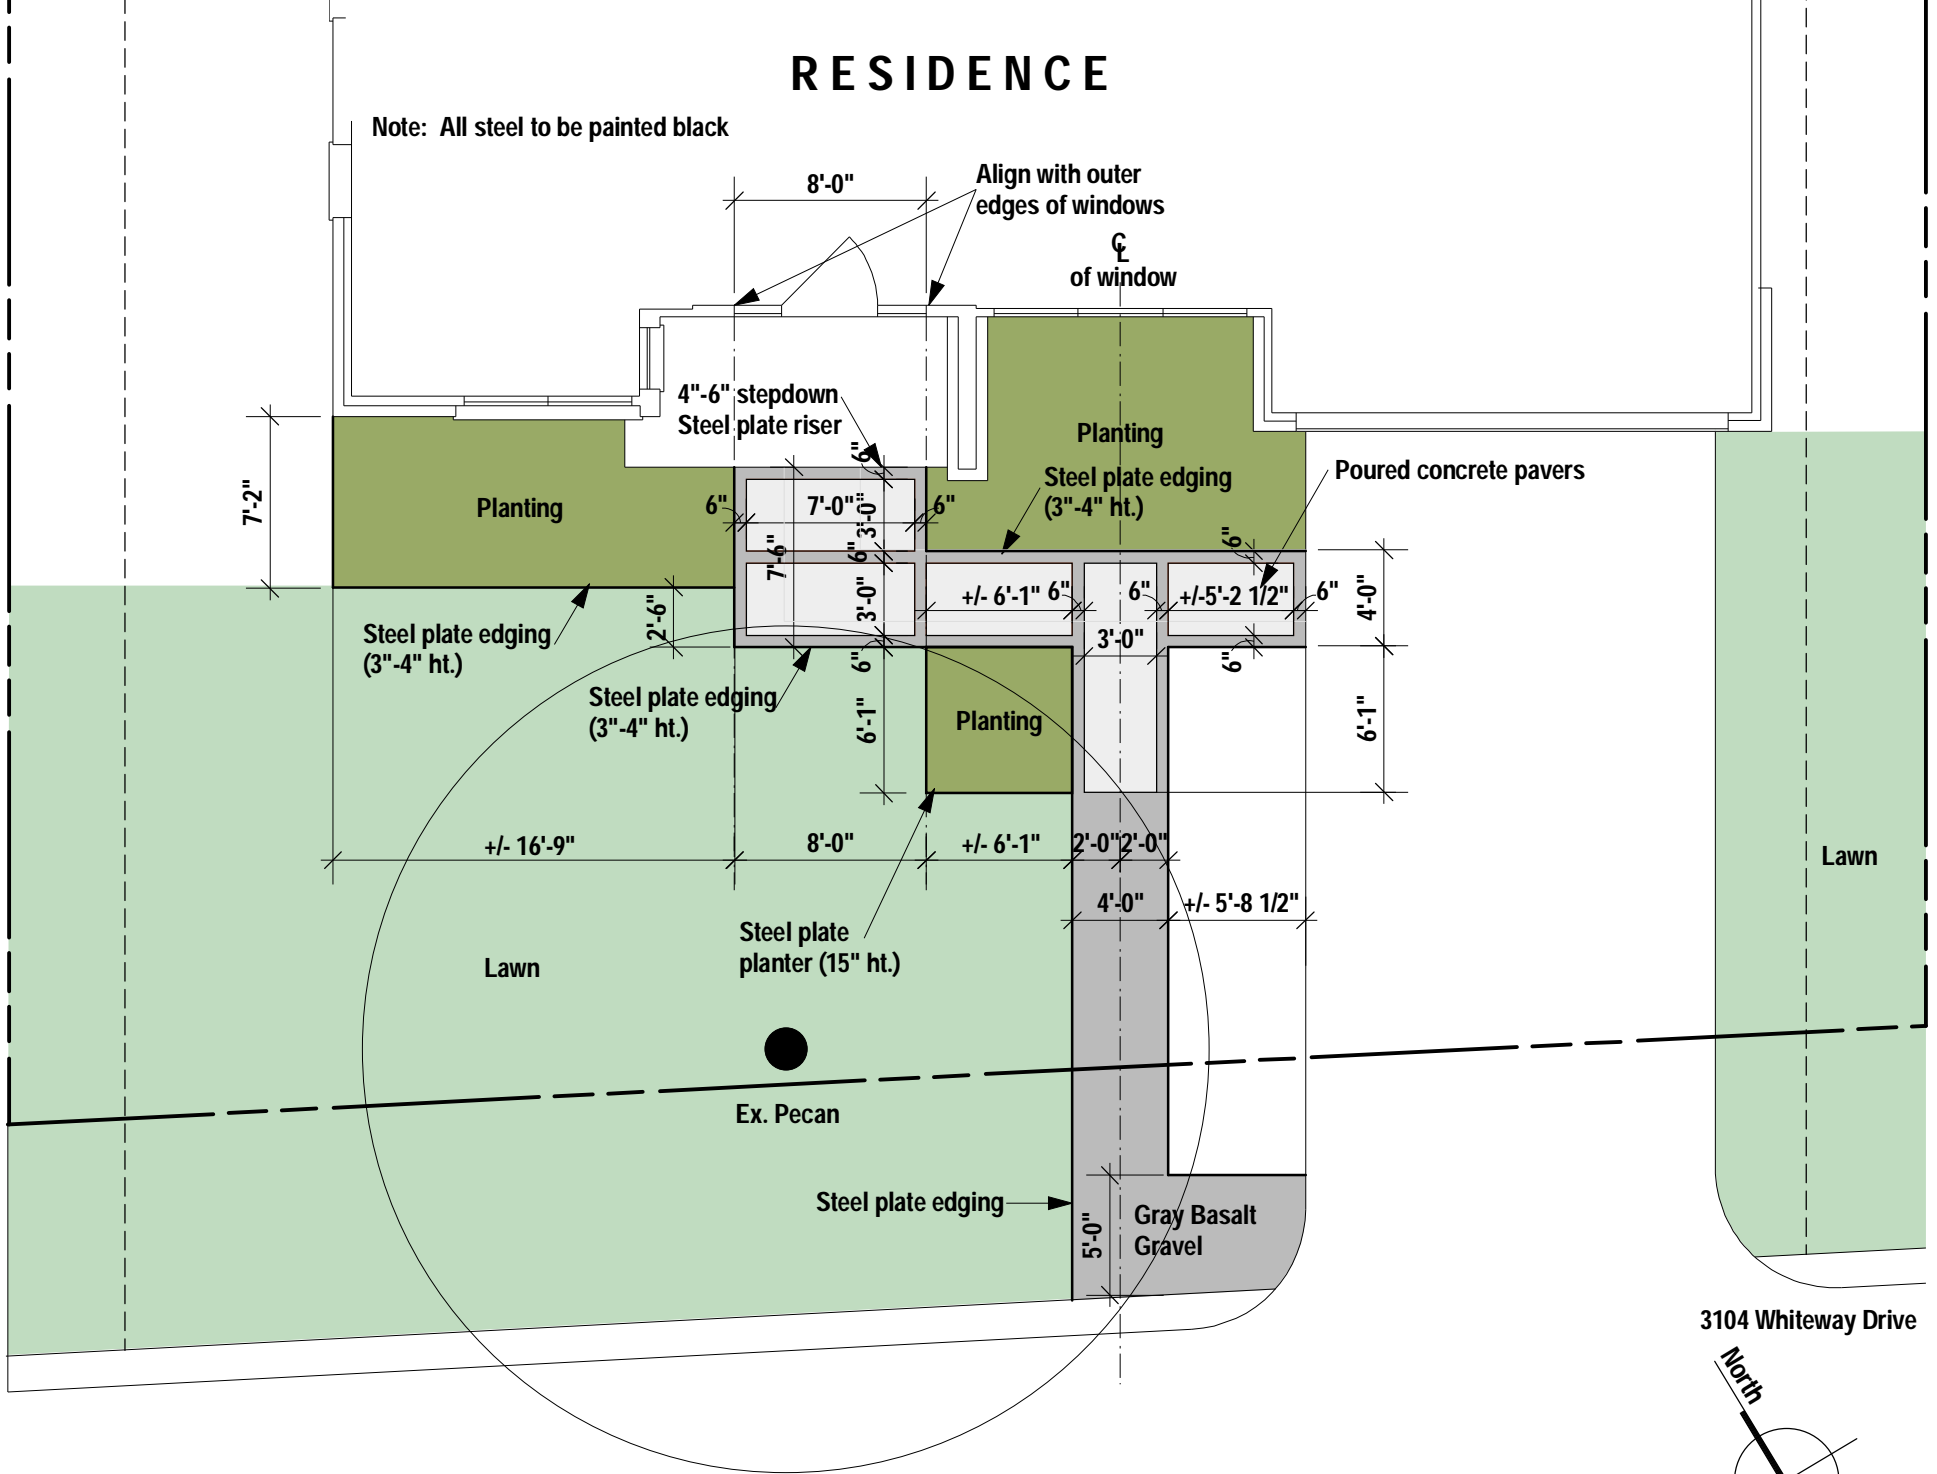 RESIDENCE
Note: All steel to be painted black
8'-0"
Align with outer
edges of windows
CL
of window
4"-6" stepdown
Steel plate riser
Planting
Steel plate edging
(3"-4" ht.)
Poured concrete pavers
7'-2"
Planting
6"
7'-0"
6"
6"
3'-0"
6"
7'-6"
3'-0"
6"
+/- 6'-1"
6"
6"
+/-5'-2 1/2"
6"
6"
6"
3'-0"
4'-0"
2'-6"
Steel plate edging
(3"-4" ht.)
Steel plate edging
(3"-4" ht.)
6'-1"
Planting
6'-1"
+/- 16'-9"
8'-0"
+/- 6'-1"
2'-0"
2'-0"
Lawn
4'-0"
+/- 5'-8 1/2"
Steel plate
planter (15" ht.)
Lawn
Ex. Pecan
Steel plate edging
5'-0"
Gray Basalt
Gravel
3104 Whiteway Drive
North